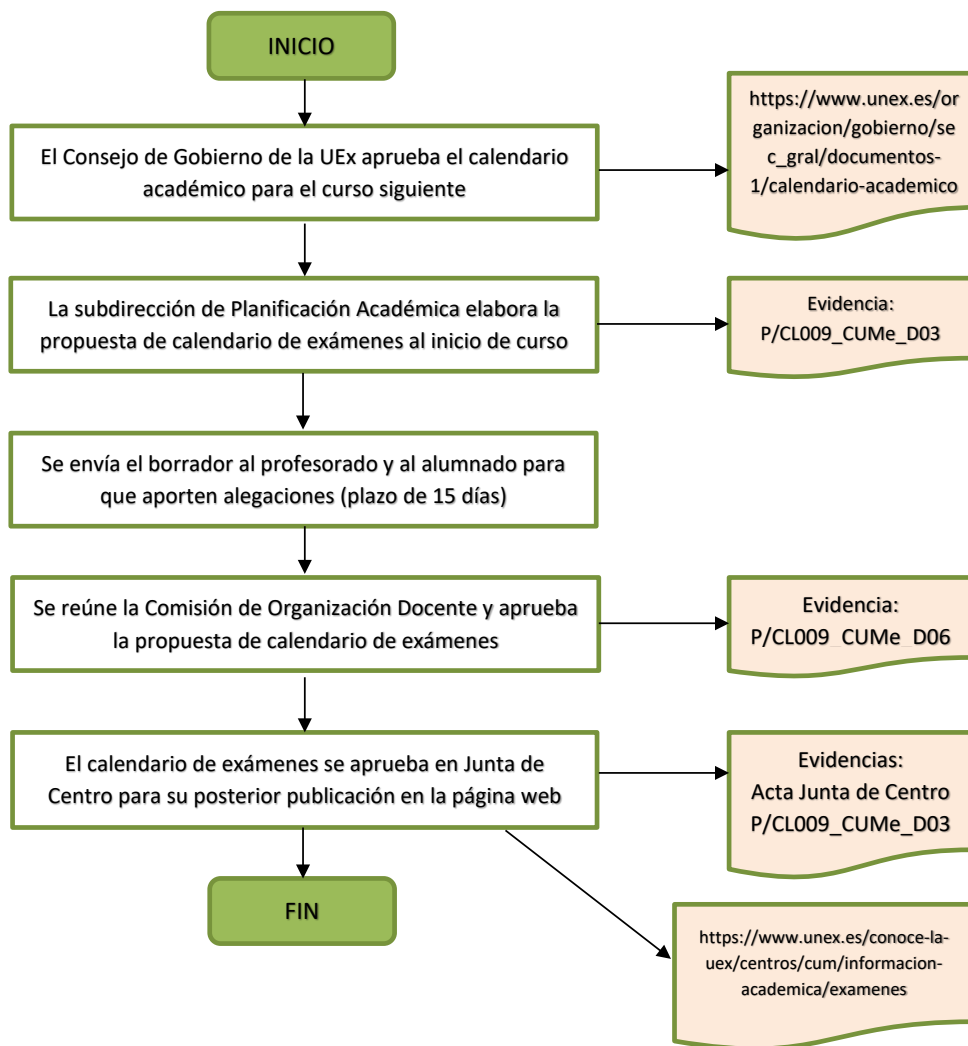 INICIO
El Consejo de Gobierno de la UEx aprueba el calendario
académico para el curso siguiente
https://www.unex.es/or
ganizacion/gobierno/se
c_gral/documentos-
1/calendario-academico
La subdirección de Planificación Académica elabora la
propuesta de calendario de exámenes al inicio de curso
Evidencia:
P/CL009_CUMe_D03
Se envía el borrador al profesorado y al alumnado para
que aporten alegaciones (plazo de 15 días)
Se reúne la Comisión de Organización Docente y aprueba
la propuesta de calendario de exámenes
Evidencia:
P/CL009_CUMe_D06
El calendario de exámenes se aprueba en Junta de
Centro para su posterior publicación en la página web
Evidencias:
Acta Junta de Centro
P/CL009_CUMe_D03
FIN
https://www.unex.es/conoce-la-
uex/centros/cum/informacion-
academica/examenes